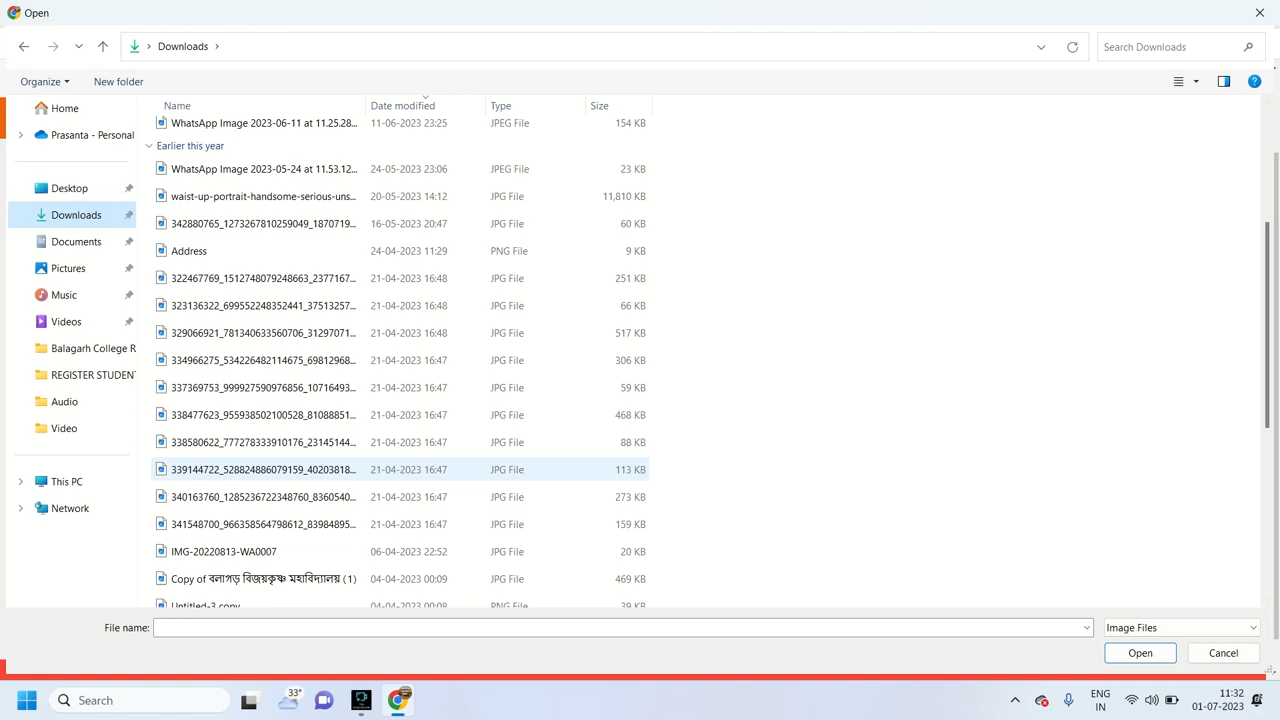 Open
Downloads
Search Downloads
Organize
New folder
Home
Prasanta - Personal
Desktop
Downloads
Documents
Pictures
Music
Videos
Balagarh College R
REGISTER STUDENT
Audio
Video
This PC
Network
Name Date modified Type Size
WhatsApp Image 2023-06-11 at 11.25.28... 11-06-2023 23:25 JPEG File 154 KB
Earlier this year
WhatsApp Image 2023-05-24 at 11.53.12... 24-05-2023 23:06 JPEG File 23 KB
waist-up-portrait-handsome-serious-uns... 20-05-2023 14:12 JPG File 11,810 KB
342880765_1273267810259049_1870719... 16-05-2023 20:47 JPG File 60 KB
Address 24-04-2023 11:29 PNG File 9 KB
322467769_1512748079248663_2377167... 21-04-2023 16:48 JPG File 251 KB
323136322_699552248352441_37513257... 21-04-2023 16:48 JPG File 66 KB
329066921_781340633560706_31297071... 21-04-2023 16:48 JPG File 517 KB
334966275_534226482114675_69812968... 21-04-2023 16:47 JPG File 306 KB
337369753_999927590976856_10716493... 21-04-2023 16:47 JPG File 59 KB
338477623_955938502100528_81088851... 21-04-2023 16:47 JPG File 468 KB
338580622_777278333910176_23145144... 21-04-2023 16:47 JPG File 88 KB
339144722_528824886079159_40203818... 21-04-2023 16:47 JPG File 113 KB
340163760_1285236722348760_8360540... 21-04-2023 16:47 JPG File 273 KB
341548700_966358564798612_83984895... 21-04-2023 16:47 JPG File 159 KB
IMG-20220813-WA0007 06-04-2023 22:52 JPG File 20 KB
Copy of বলাগড় বিজয়কৃষ্ণ মহাবিদ্যালয় (1) 04-04-2023 00:09 JPG File 469 KB
Untitled-3 copy 04-04-2023 00:08 PNG File 39 KB
File name:
Image Files
Open
Cancel
Search
33°
ENG
IN
11:32
01-07-2023